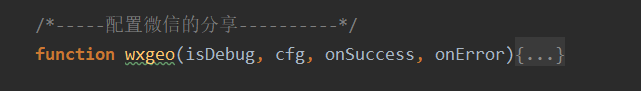 /*-----配置微信的分享----------*/
function wxgeo(isDebug, cfg, onSuccess, onError){...}